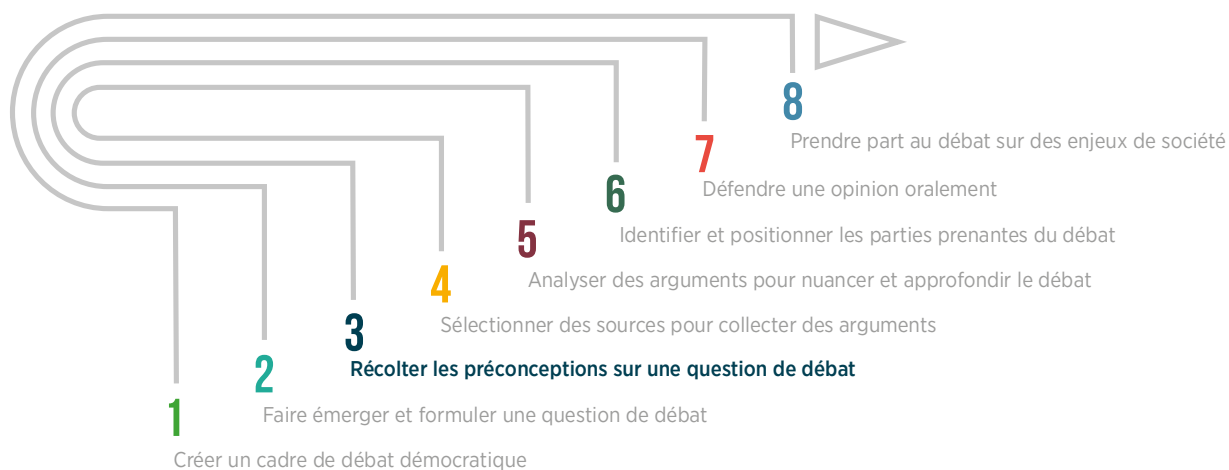 8
Prendre part au débat sur des enjeux de société
7
Défendre une opinion oralement
6
Identifier et positionner les parties prenantes du débat
5
Analyser des arguments pour nuancer et approfondir le débat
4
Sélectionner des sources pour collecter des arguments
3
Récolter les préconceptions sur une question de débat
2
Faire émerger et formuler une question de débat
1
Créer un cadre de débat démocratique